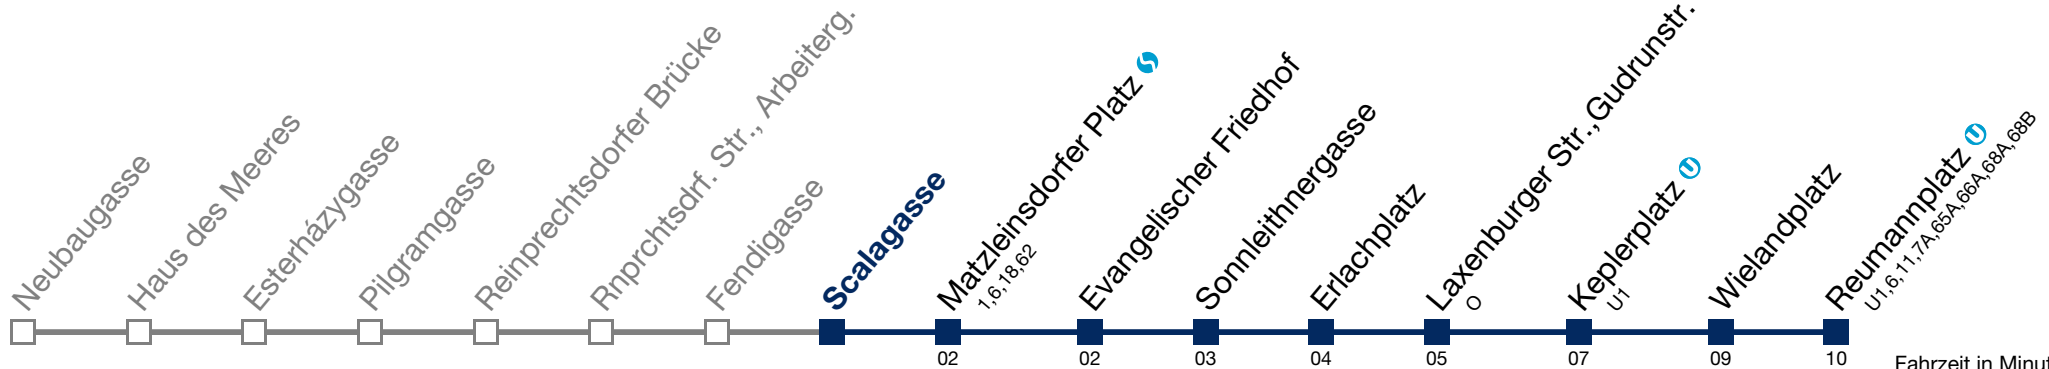 Neubaugasse
Haus des Meeres
Esterházygasse
Pilgramgasse
Reinprechtsdorfer Brücke
Rnprchtsdrf. Str., Arbeiterg.
Fendigasse
Scalagasse
Matzleinsdorfer Platz
1,6,18,62
Evangelischer Friedhof
Sonnleithnergasse
Erlachplatz
Laxenburger Str.,Gudrunstr.
O
Keplerplatz U
U1
Wielandplatz
Reumannplatz U
U1,6,11,7A,65A,66A,68A,68B
02 02 03 04 05 07 09 10
Fahrzeit in Minut